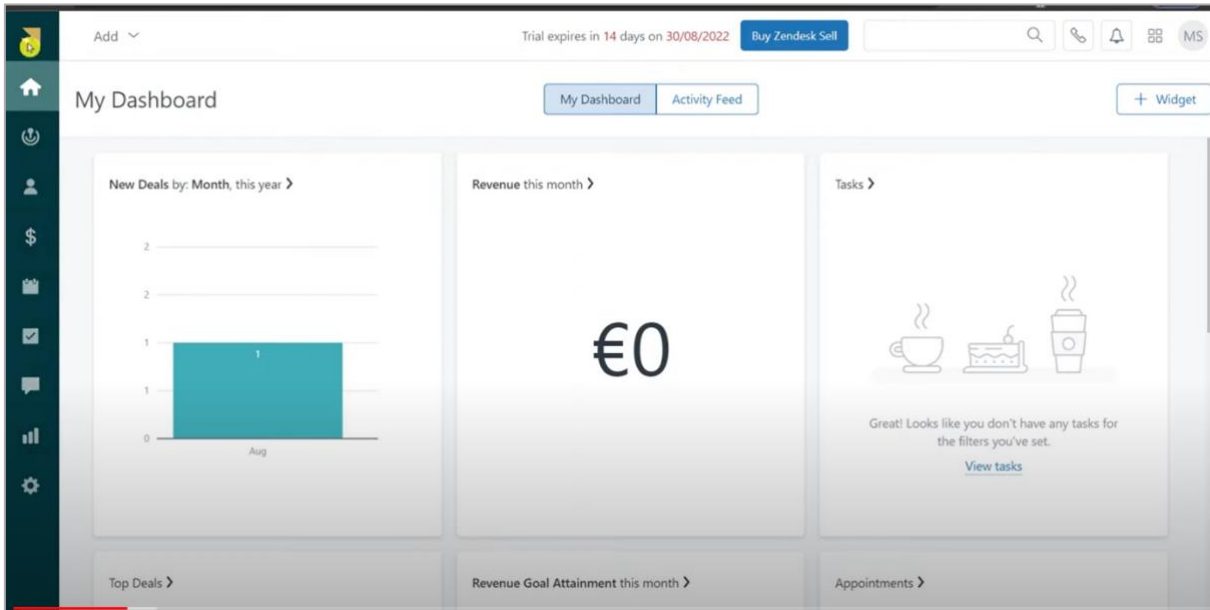 Add
Trial expires in 14 days on 30/08/2022
Buy Zendesk Sell
MS
My Dashboard
My Dashboard
Activity Feed
+ Widget
New Deals by: Month, this year
2
2
1
1
1
0
Aug
Revenue this month
€0
Tasks
Great! Looks like you don't have any tasks for
the filters you've set.
View tasks
Top Deals
Revenue Goal Attainment this month
Appointments